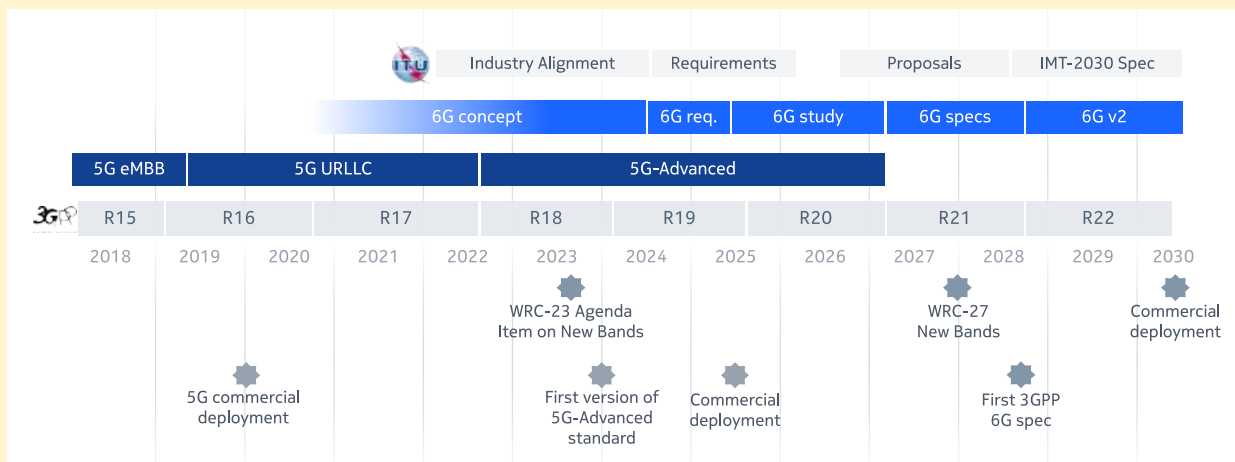 ITU
Industry Alignment
Requirements
Proposals
IMT-2030 Spec
6G concept
6G req.
6G study
6G specs
6G v2
5G eMBB
5G URLLC
5G-Advanced
3GPP
R15
R16
R17
R18
R19
R20
R21
R22
2018
2019
2020
2021
2022
2023
2024
2025
2026
2027
2028
2029
2030
WRC-23 Agenda
Item on New Bands
WRC-27
New Bands
Commercial
deployment
5G commercial
deployment
First version of
5G-Advanced
standard
Commercial
deployment
First 3GPP
6G spec